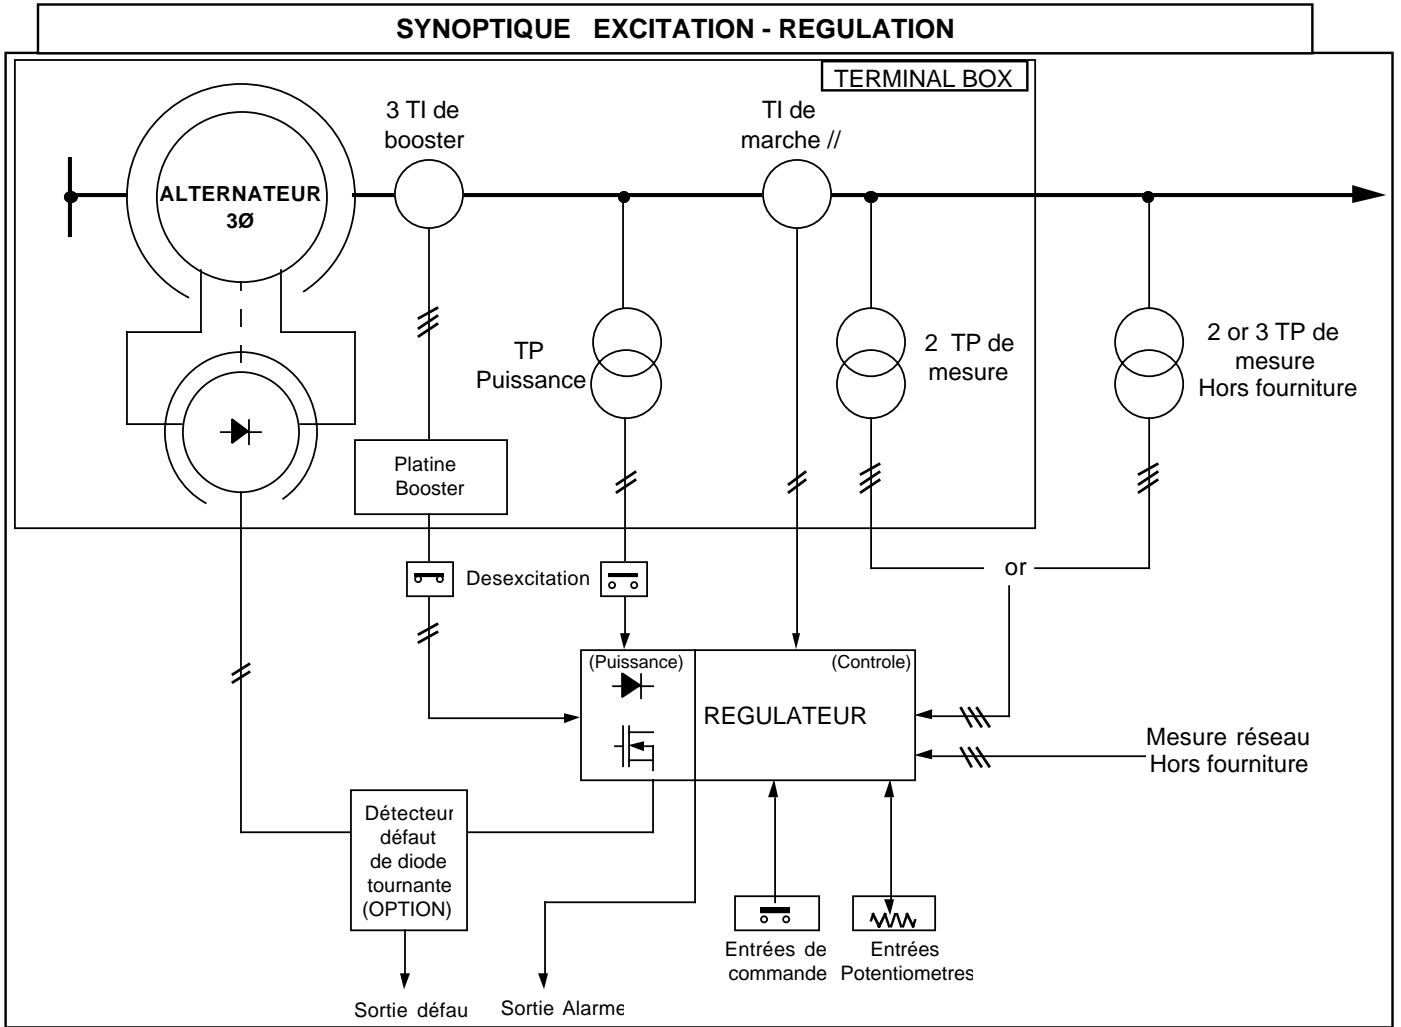 SYNOPTIQUE EXCITATION - REGULATION
TERMINAL BOX
3 TI de
booster
TI de
marche //
ALTERNATEUR
3Ø
TP
Puissance
2 TP de
mesure
2 or 3 TP de
mesure
Hors fourniture
Platine
Booster
Desexcitation
or
(Puissance)
(Controle)
REGULATEUR
Mesure réseau
Hors fourniture
Détecteur
défaut
de diode
tournante
(OPTION)
Entrées de
commande
Entrées
Potentiometres
Sortie défau
Sortie Alarme